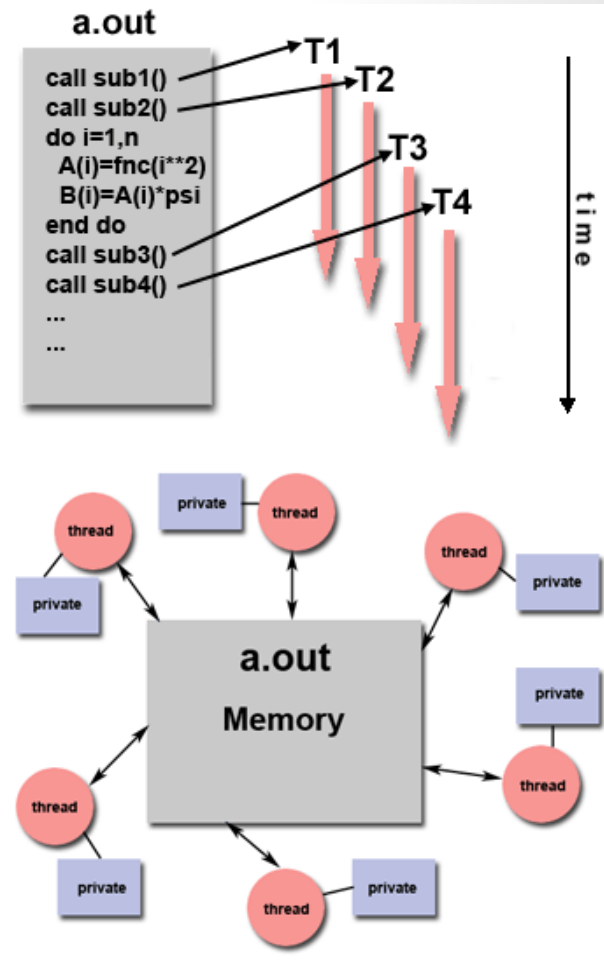 a.out
call sub1()
call sub2()
do i=1,n
A(i)=fnc(i**2)
B(i)=A(i)*psi
end do
call sub3()
call sub4()
...
...
T1
T2
T3
T4
time
private
thread
thread
private
thread
private
a.out
Memory
private
thread
thread
private
thread
private